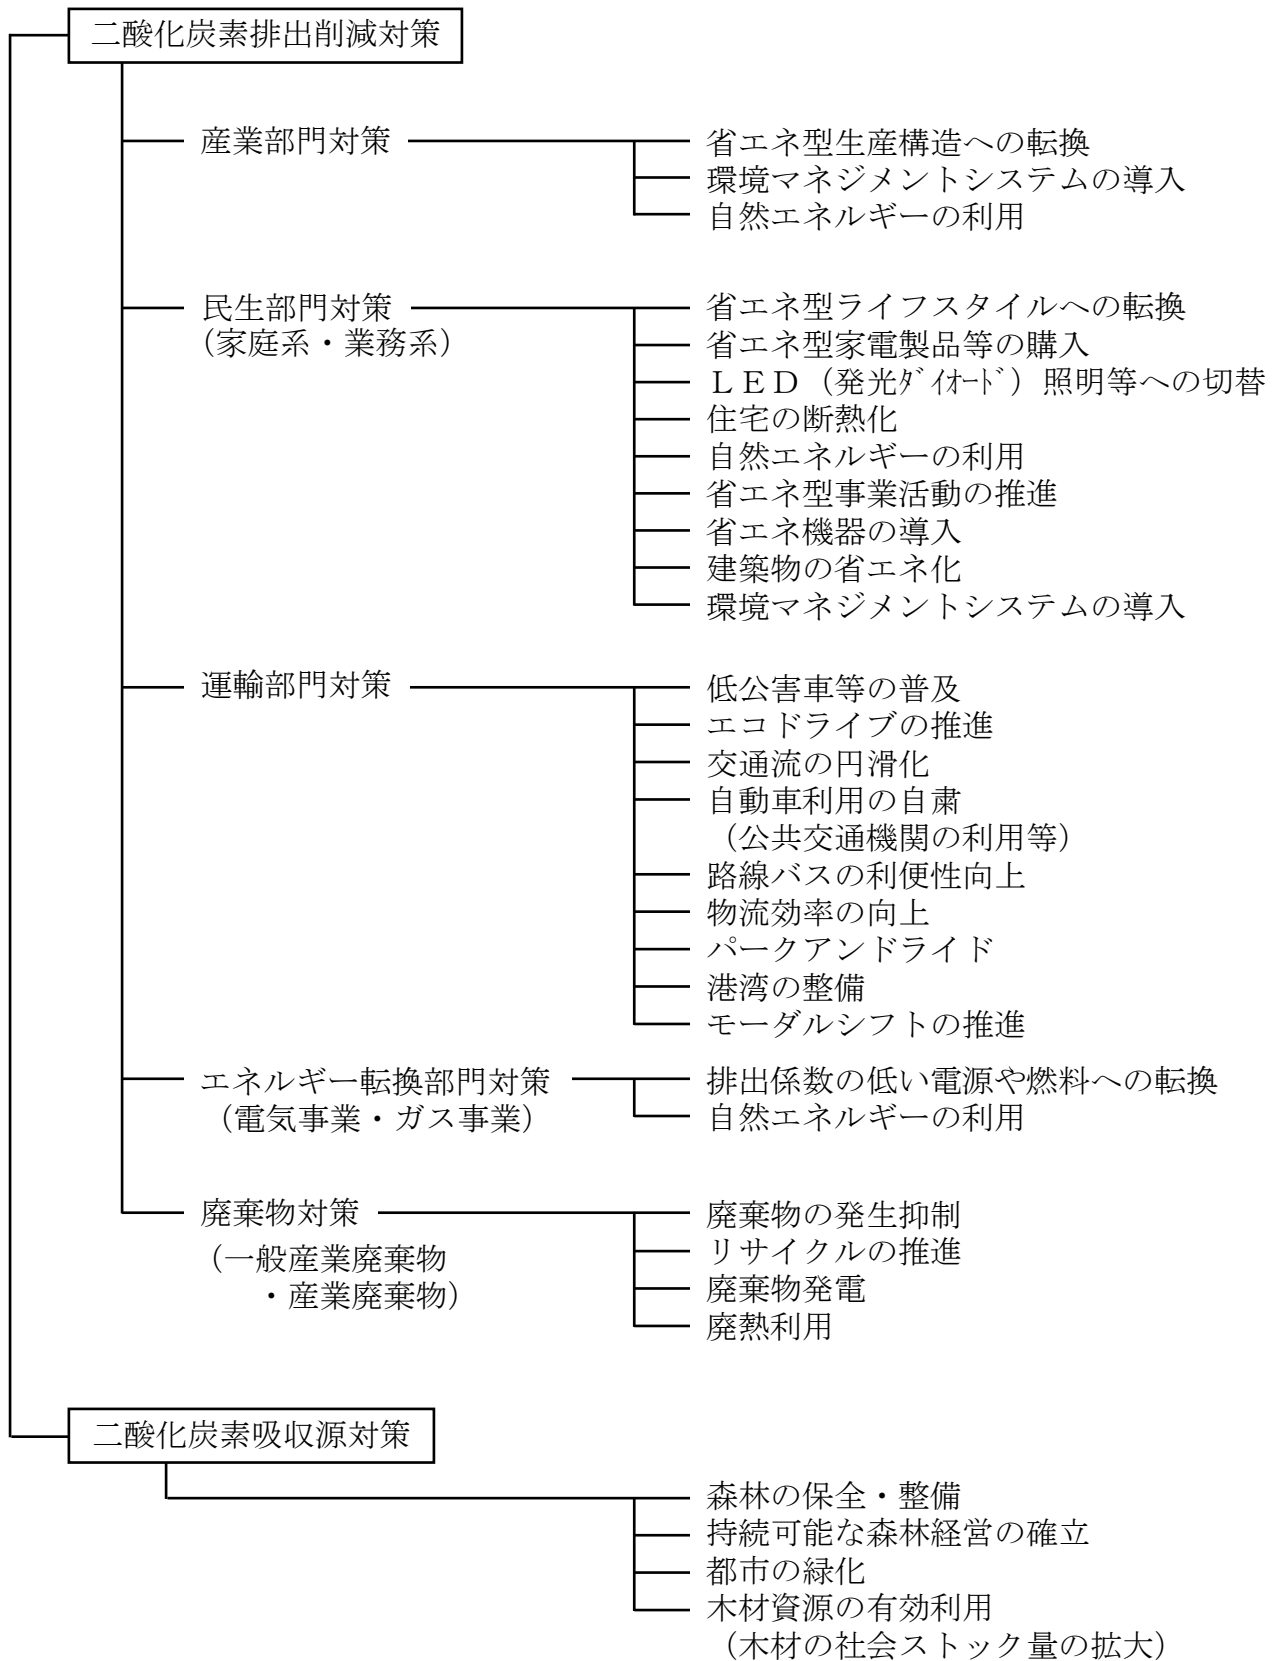 二酸化炭素排出削減対策
産業部門対策
省エネ型生産構造への転換
環境マネジメントシステムの導入
自然エネルギーの利用
民生部門対策
（家庭系・業務系）
省エネ型ライフスタイルへの転換
省エネ型家電製品等の購入
ＬＥＤ（発光ﾀﾞｲｵｰﾄﾞ）照明等への切替
住宅の断熱化
自然エネルギーの利用
省エネ型事業活動の推進
省エネ機器の導入
建築物の省エネ化
環境マネジメントシステムの導入
運輸部門対策
低公害車等の普及
エコドライブの推進
交通流の円滑化
自動車利用の自粛
（公共交通機関の利用等）
路線バスの利便性向上
物流効率の向上
パークアンドライド
港湾の整備
モーダルシフトの推進
エネルギー転換部門対策
（電気事業・ガス事業）
排出係数の低い電源や燃料への転換
自然エネルギーの利用
廃棄物対策
（一般産業廃棄物
・産業廃棄物）
廃棄物の発生抑制
リサイクルの推進
廃棄物発電
廃熱利用
二酸化炭素吸収源対策
森林の保全・整備
持続可能な森林経営の確立
都市の緑化
木材資源の有効利用
（木材の社会ストック量の拡大）